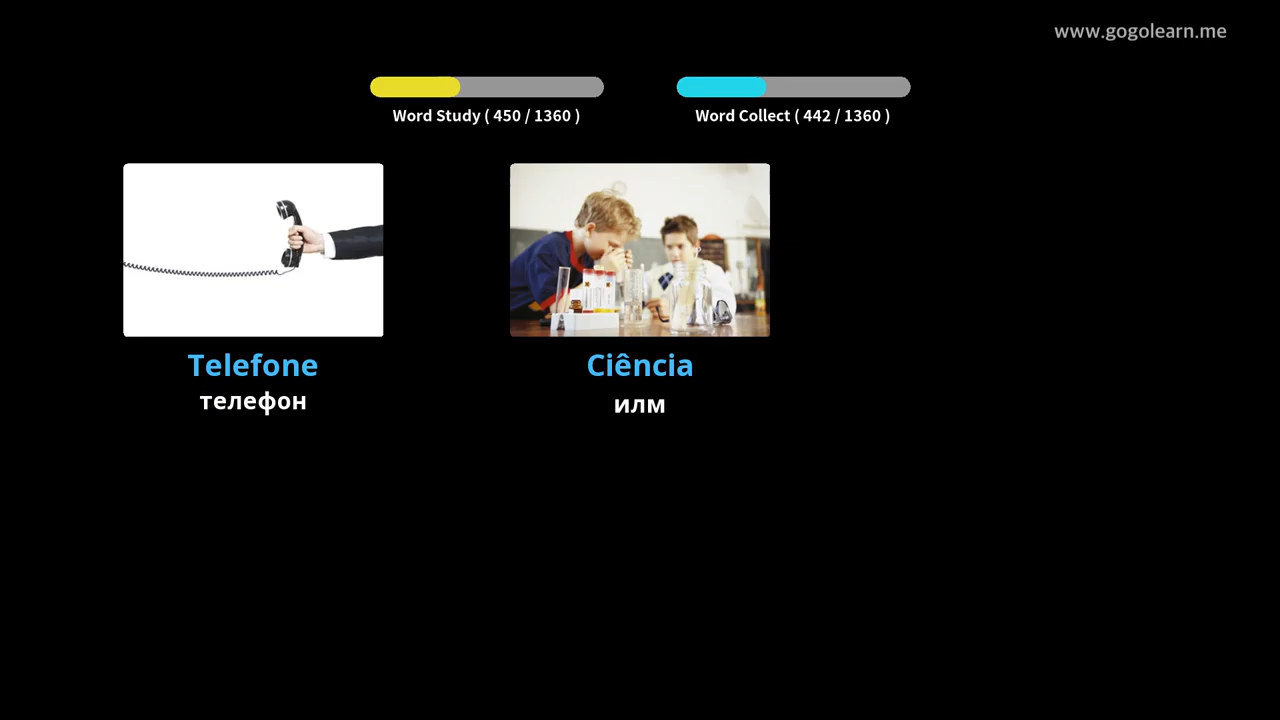 www.gogolearn.me
Word Study ( 450 / 1360 )
Word Collect ( 442 / 1360 )
Telefone
телефон
Ciência
илм